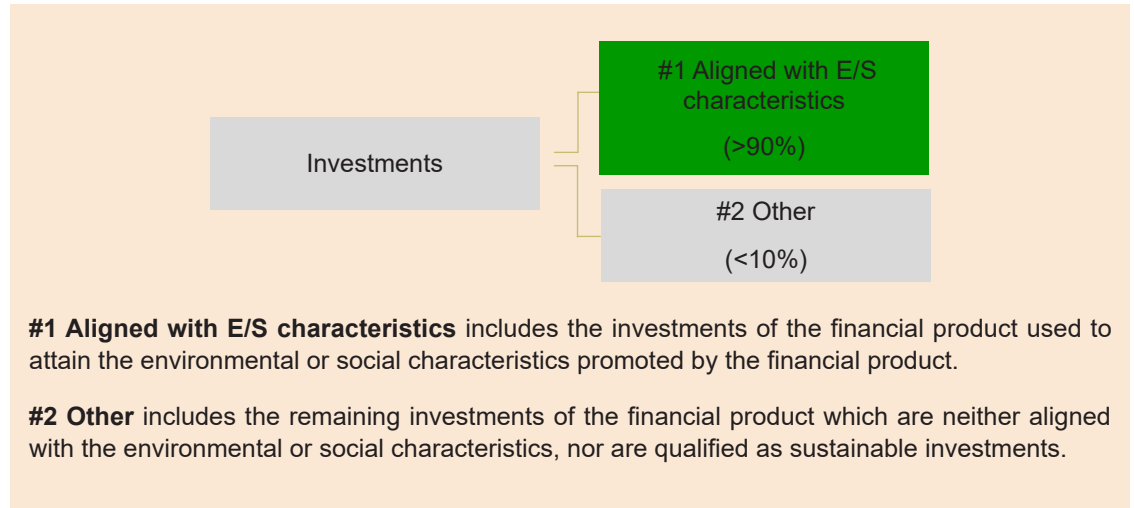 #1 Aligned with E/S
characteristics
(>90%)
Investments
#2 Other
(<10%)
#1 Aligned with E/S characteristics includes the investments of the financial product used to
attain the environmental or social characteristics promoted by the financial product.
#2 Other includes the remaining investments of the financial product which are neither aligned
with the environmental or social characteristics, nor are qualified as sustainable investments.